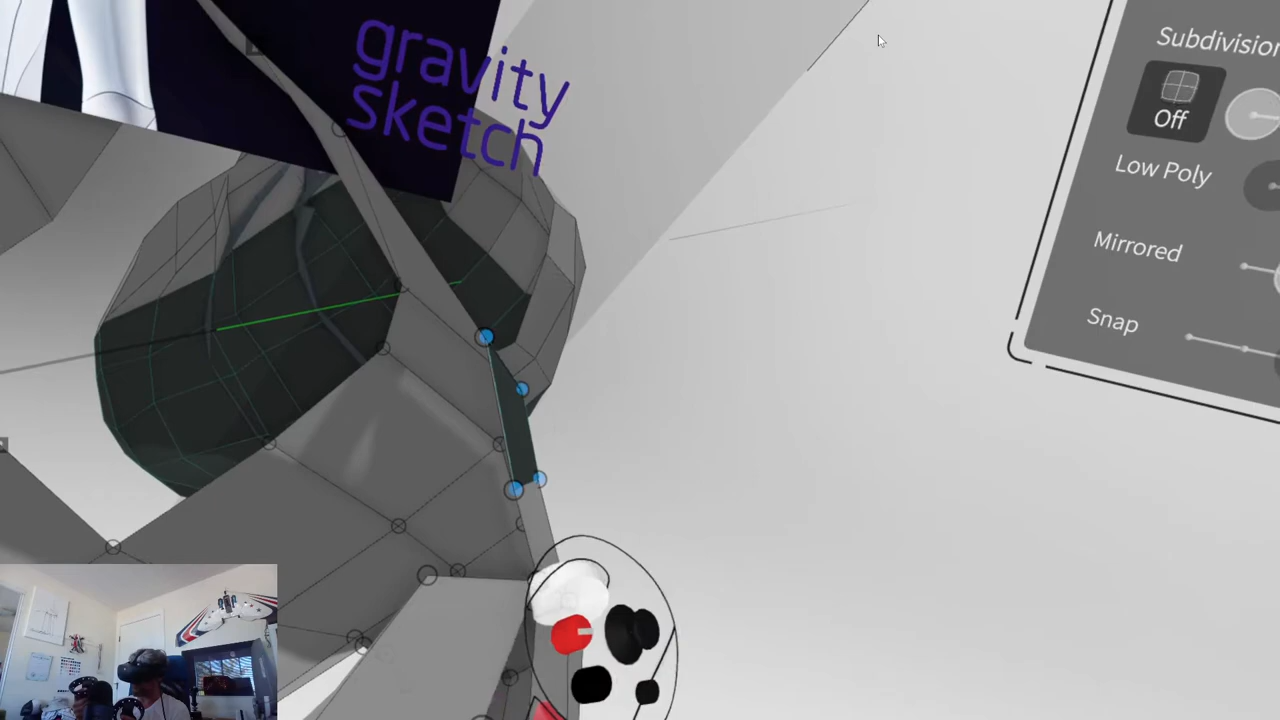 gravity
sketch
Subdivision
Off
Low Poly
Mirrored
Snap